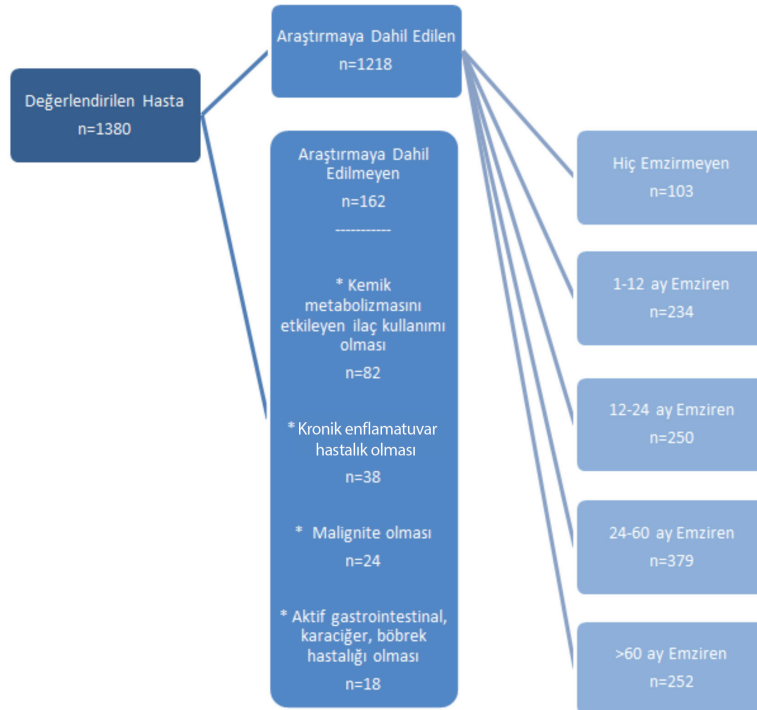 Değerlendirilen Hasta
n=1380
Araştırmaya Dahil Edilen
n=1218
Araştırmaya Dahil
Edilmeyen
n=162
-----------
* Kemik
metabolizmasını
etkileyen ilaç kullanımı
olması
n=82
* Kronik enflamatuvar
hastalık olması
n=38
* Malignite olması
n=24
* Aktif gastrointestinal,
karaciğer, böbrek
hastalığı olması
n=18
Hiç Emzirmeyen
n=103
1-12 ay Emziren
n=234
12-24 ay Emziren
n=250
24-60 ay Emziren
n=379
>60 ay Emziren
n=252